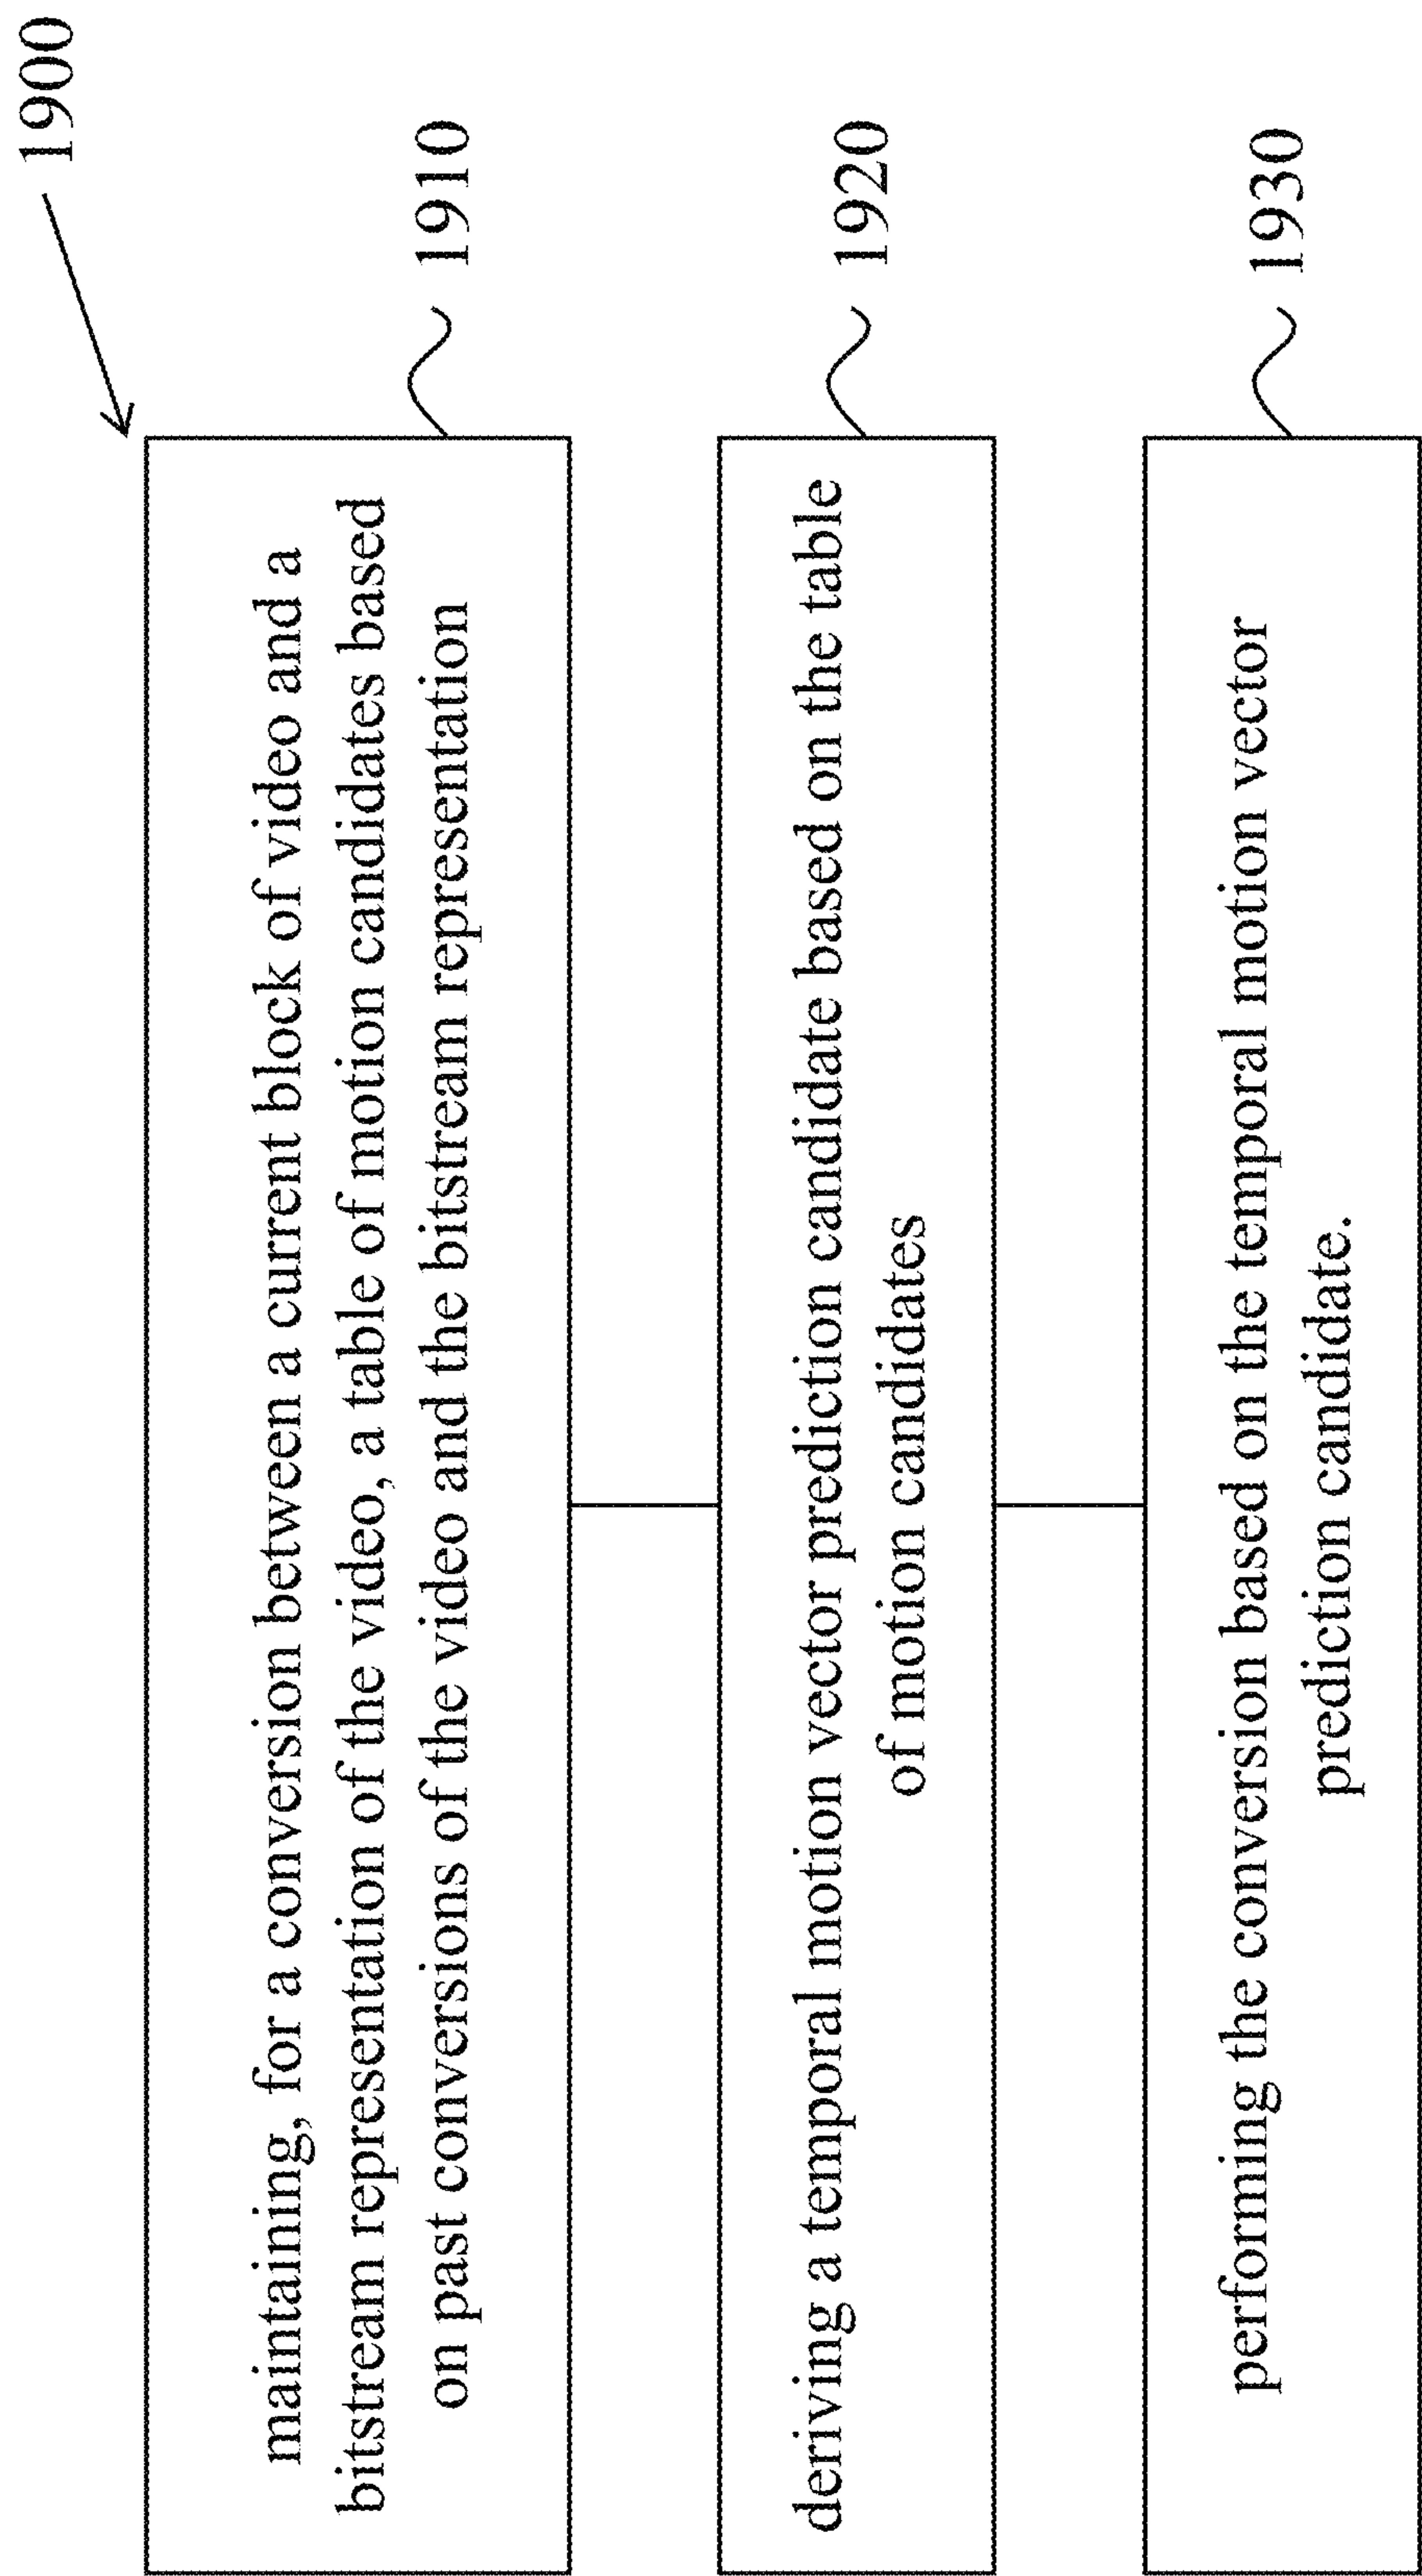 1900
maintaining, for a conversion between a current block of video and a
bitstream representation of the video, a table of motion candidates based
on past conversions of the video and the bitstream representation
1910
deriving a temporal motion vector prediction candidate based on the table
of motion candidates
1920
performing the conversion based on the temporal motion vector
prediction candidate.
1930